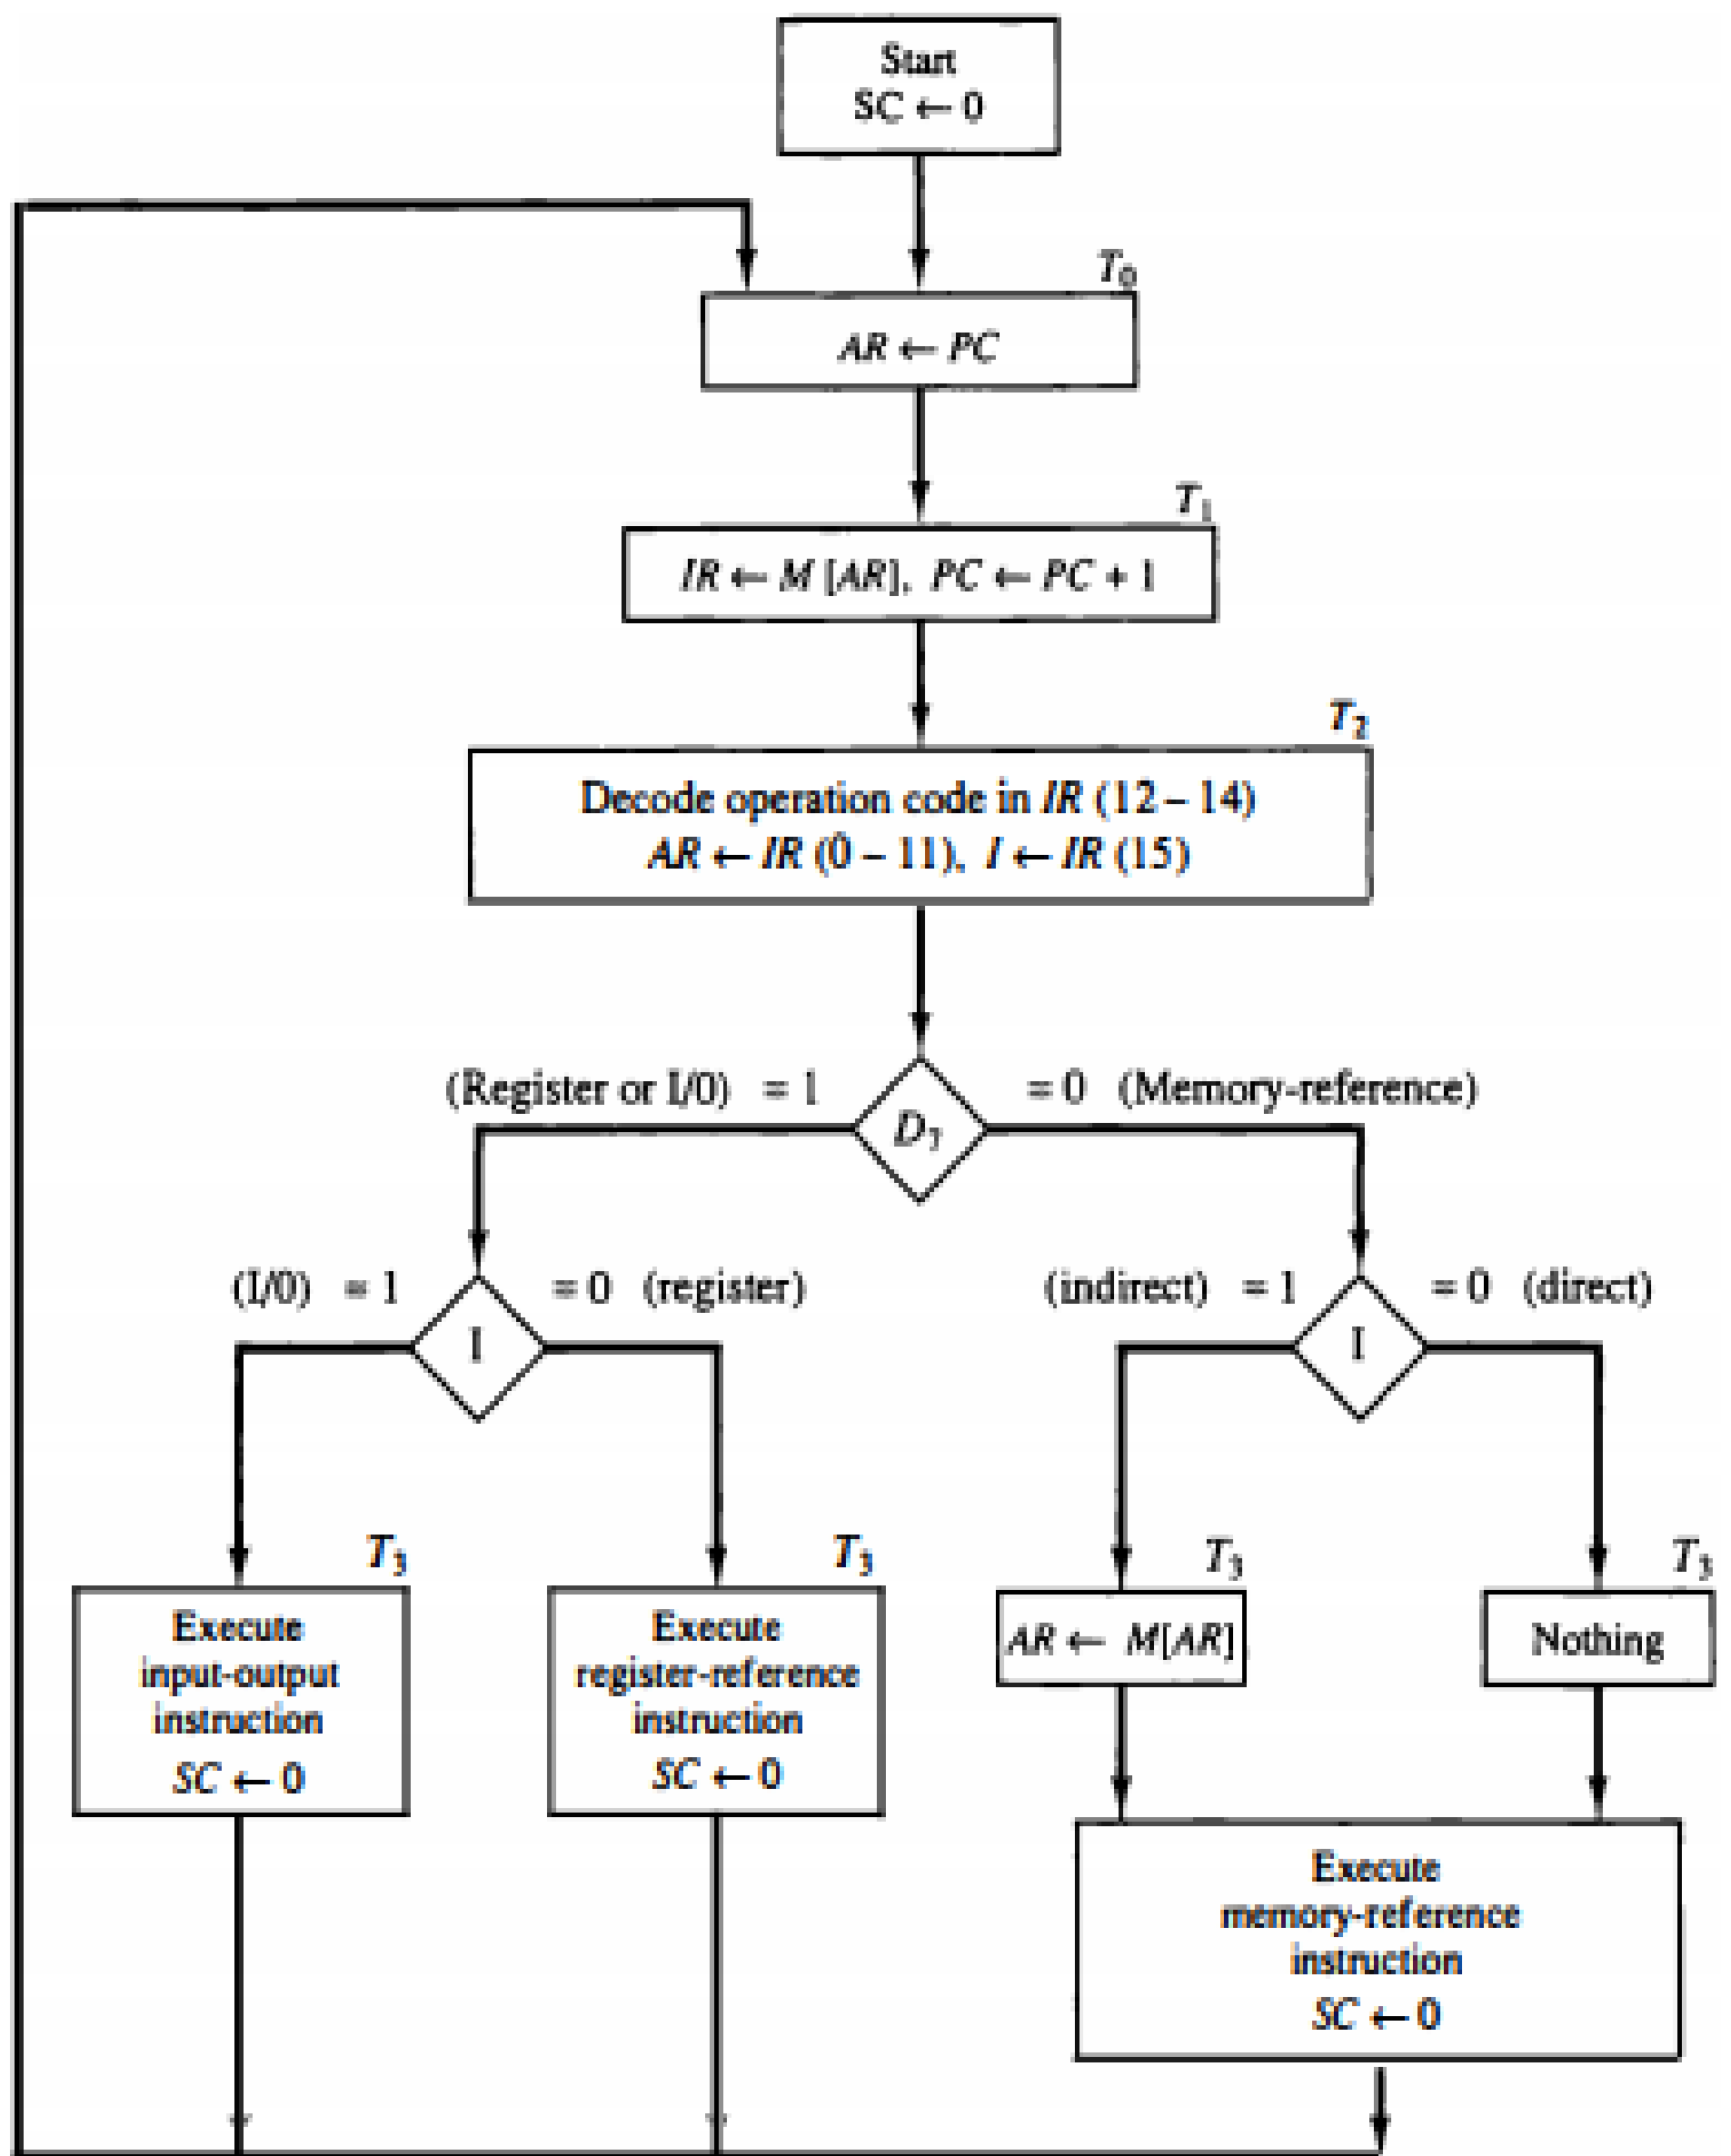 Start
SC ← 0
T₀
AR ← PC
T₁
IR ← M [AR], PC ← PC + 1
T₂
Decode operation code in IR (12 – 14)
AR ← IR (0 – 11), I ← IR (15)
(Register or I/0) = 1
= 0 (Memory-reference)
D₇
(I/0) = 1
= 0 (register)
(indirect) = 1
= 0 (direct)
I
I
T₃
T₃
T₃
T₃
Execute
input-output
instruction
SC ← 0
Execute
register-reference
instruction
SC ← 0
AR ← M[AR]
Nothing
Execute
memory-reference
instruction
SC ← 0